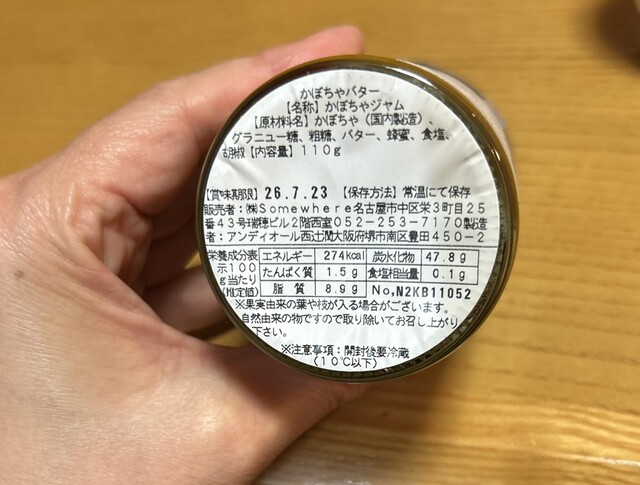 かぼちゃバター
【名称】かぼちゃジャム
【原材料名】かぼちゃ（国内製造）、
グラニュー糖、粗糖、バター、蜂蜜、食塩、
胡椒【内容量】110g
【賞味期限】26.7.23 【保存方法】常温にて保存
販売者：㈱Somewhere名古屋市中区栄3丁目25
番43号瑞穂ビル2階西室052-253-7170製造
者：アンディオール西辻潤大阪府堺市南区豊田450-2
栄養成分表示100g当たり(推定値)
エネルギー 274kcal 炭水化物 47.8g
たんぱく質 1.5g 食塩相当量 0.1g
脂質 8.9g No,N2KB11052
※果実由来の葉や枝が入る場合がございます。
自然由来の物ですので取り除いてお召し上がり
下さい。
※注意事項：開封後要冷蔵
(10℃以下)